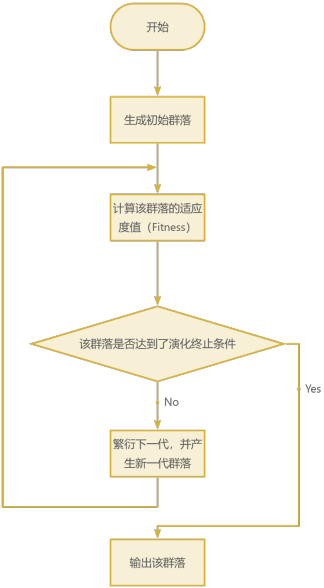 开始
生成初始群落
计算该群落的适应
度值（Fitness）
该群落是否达到了演化终止条件
Yes
No
繁衍下一代，并产
生新一代群落
输出该群落